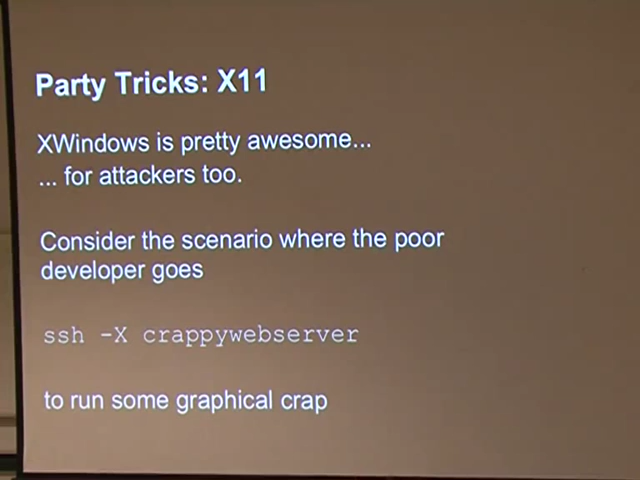 Party Tricks: X11
XWindows is pretty awesome...
... for attackers too.
Consider the scenario where the poor
developer goes
ssh -X crappywebserver
to run some graphical crap